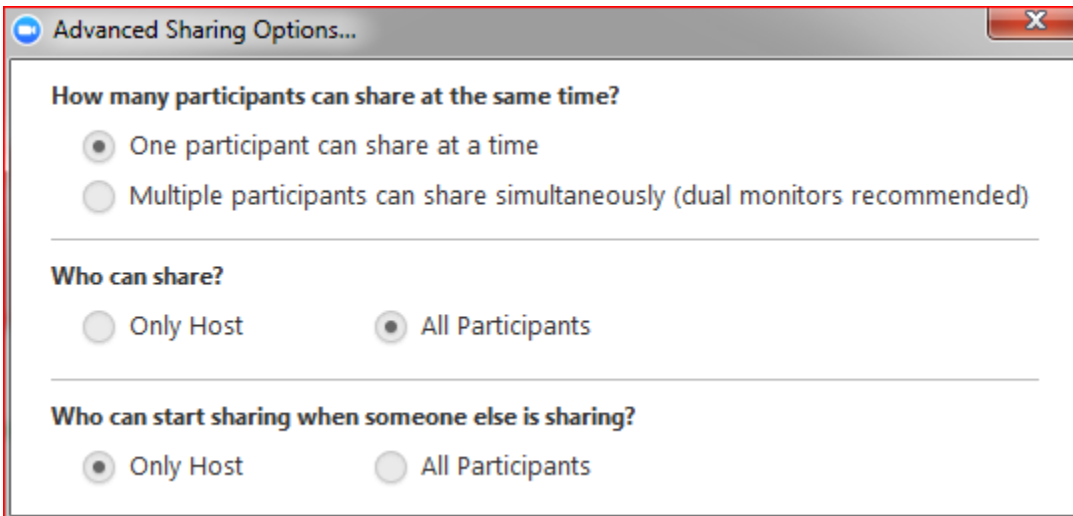 Advanced Sharing Options...
How many participants can share at the same time?
One participant can share at a time
Multiple participants can share simultaneously (dual monitors recommended)
Who can share?
Only Host All Participants
Who can start sharing when someone else is sharing?
Only Host All Participants